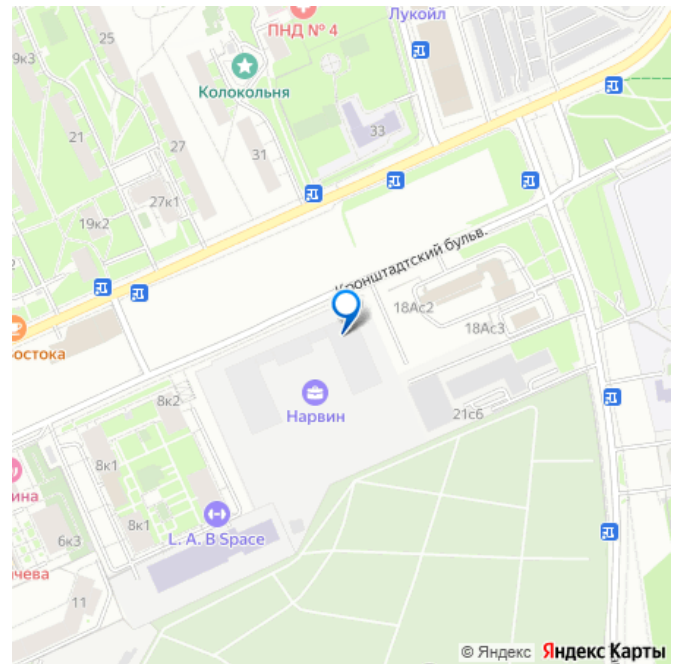 ПНД № 4
Лукойл
9к3
25
Колокольня
33
21
27
31
27к1
19к2
2
Кронштадтский бульв.
18Ас2
18Ас3
остока
8к2
Нарвин
21с6
8к1
ина
8к1
L. A. B Space
6к3
чева
11
© Яндекс Яндекс Карты